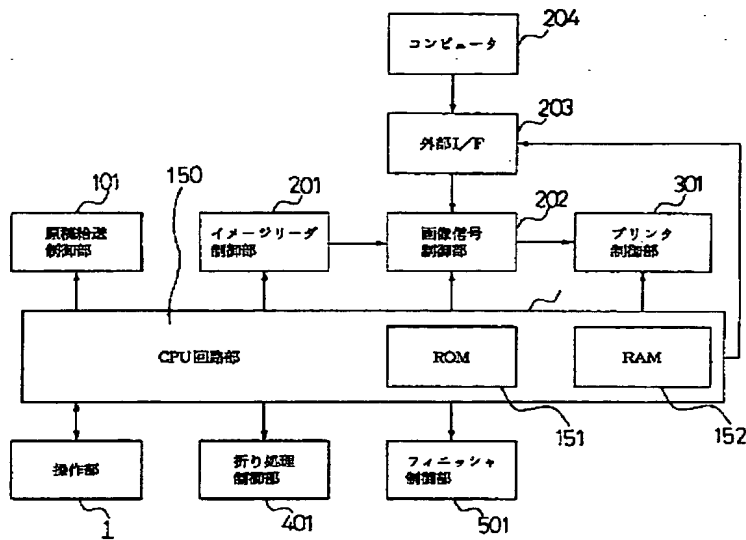 コンピュータ
204
外部I/F
203
101
150
201
202
301
原稿給送
制御部
イメージリーダ
制御部
画像信号
制御部
プリンタ
制御部
CPU回路部
ROM
RAM
151
152
操作部
折り処理
制御部
フィニッシャ
制御部
1
401
501